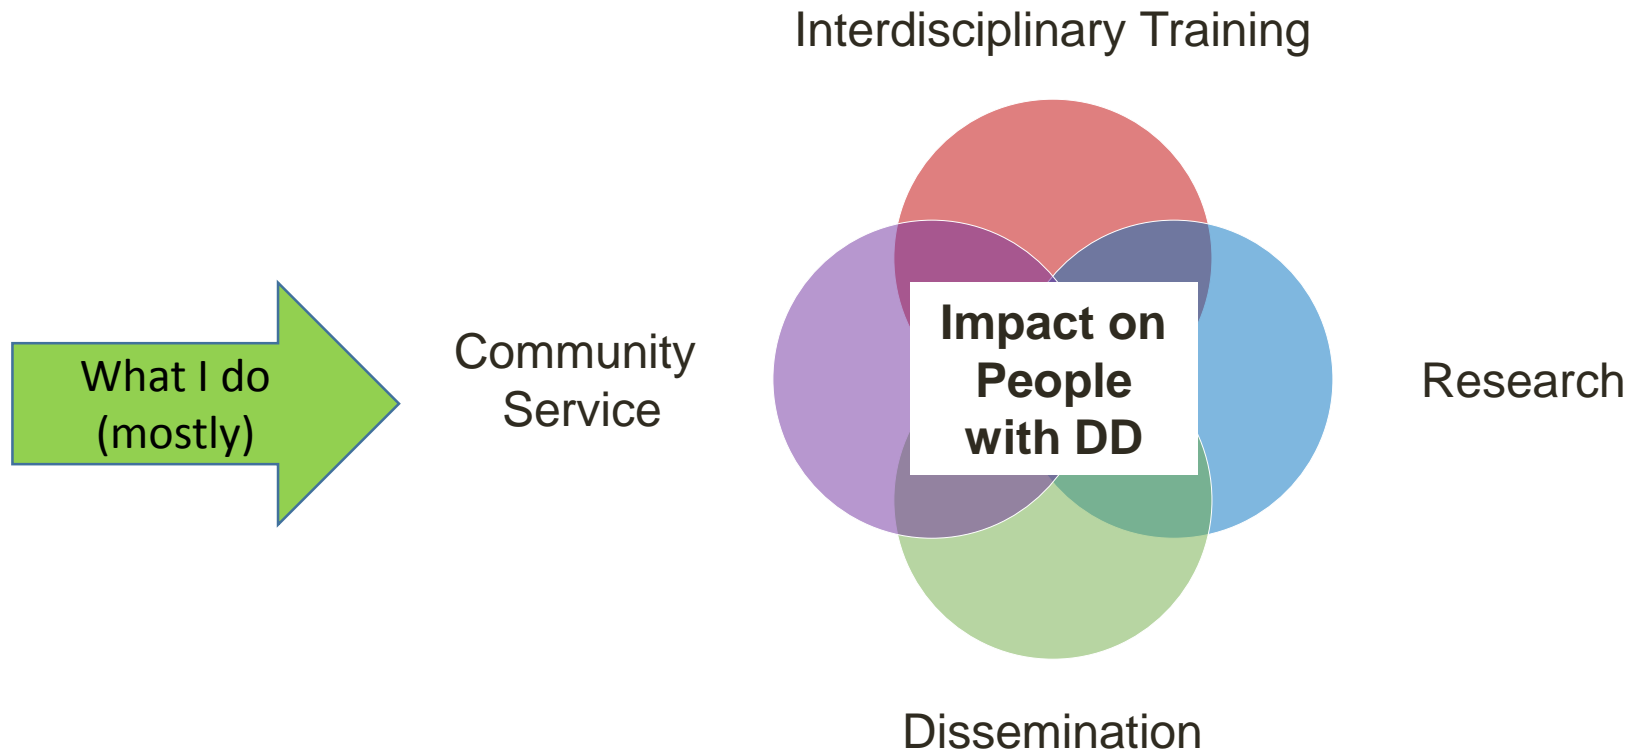 Interdisciplinary Training
What I do
(mostly)
Community
Service
Impact on
People
with DD
Research
Dissemination